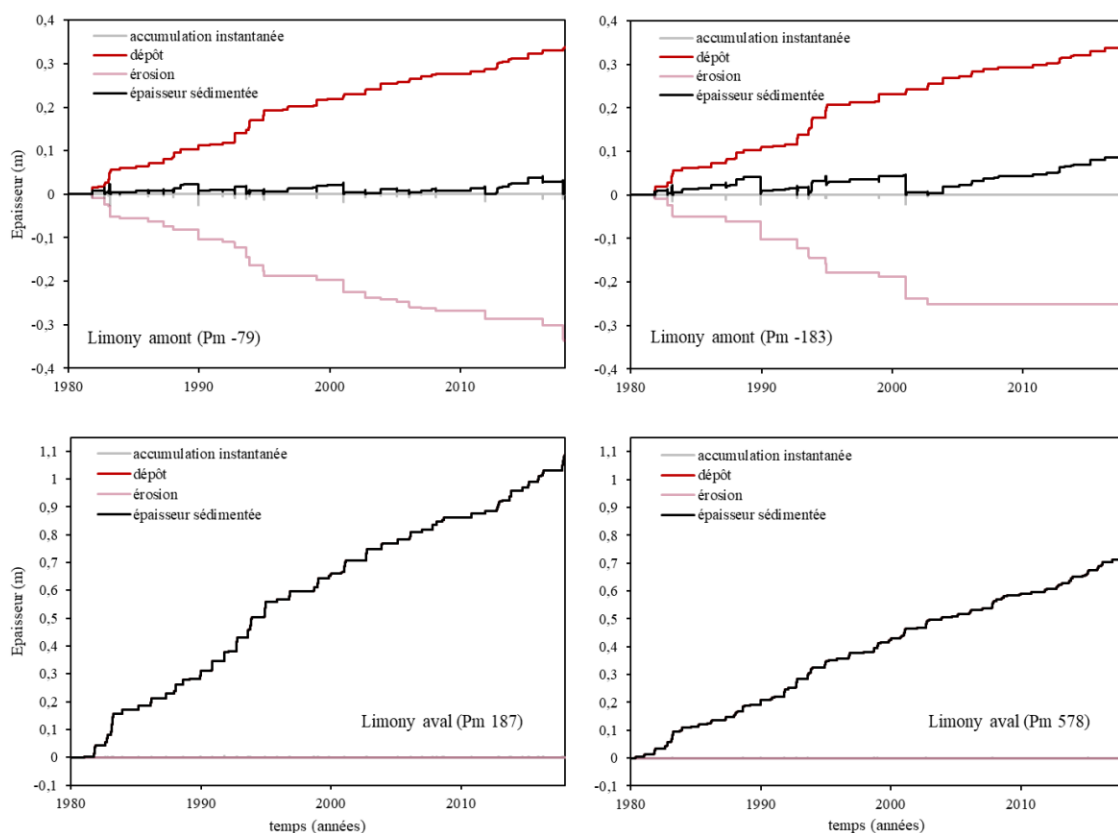 0,4
0,3
0,2
0,1
0
-0,1
-0,2
-0,3
-0,4
Epaisseur (m)
accumulation instantanée
dépôt
érosion
épaisseur sédimentée
Limony amont (Pm -79)
1980
1990
2000
2010
0,4
0,3
0,2
0,1
0
-0,1
-0,2
-0,3
-0,4
accumulation instantanée
dépôt
érosion
épaisseur sédimentée
Limony amont (Pm -183)
1980
1990
2000
2010
1,1
1
0,9
0,8
0,7
0,6
0,5
0,4
0,3
0,2
0,1
0
-0,1
Epaisseur (m)
accumulation instantanée
dépôt
érosion
épaisseur sédimentée
Limony aval (Pm 187)
1980
1990
2000
2010
temps (années)
1,1
1
0,9
0,8
0,7
0,6
0,5
0,4
0,3
0,2
0,1
0
-0,1
accumulation instantanée
dépôt
érosion
épaisseur sédimentée
Limony aval (Pm 578)
1980
1990
2000
2010
temps (années)